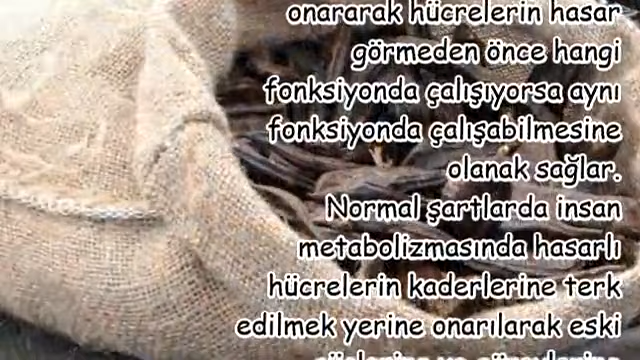 onararak hücrelerin hasar
görmeden önce hangi
fonksiyonda çalışıyorsa aynı
fonksiyonda çalışabilmesine
olanak sağlar.
Normal şartlarda insan
metabolizmasında hasarlı
hücrelerin kaderlerine terk
edilmek yerine onarılarak eski